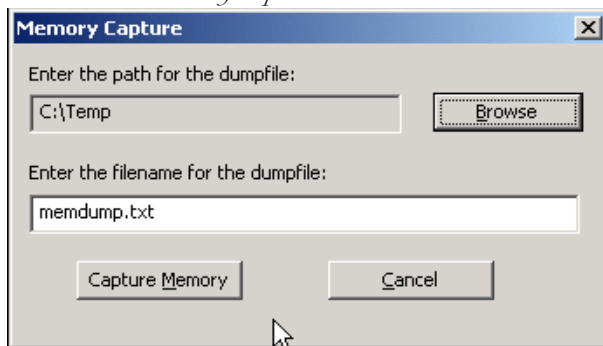 Memory Capture
Enter the path for the dumpfile:
C:\Temp
Browse
Enter the filename for the dumpfile:
memdump.txt
Capture Memory
Cancel